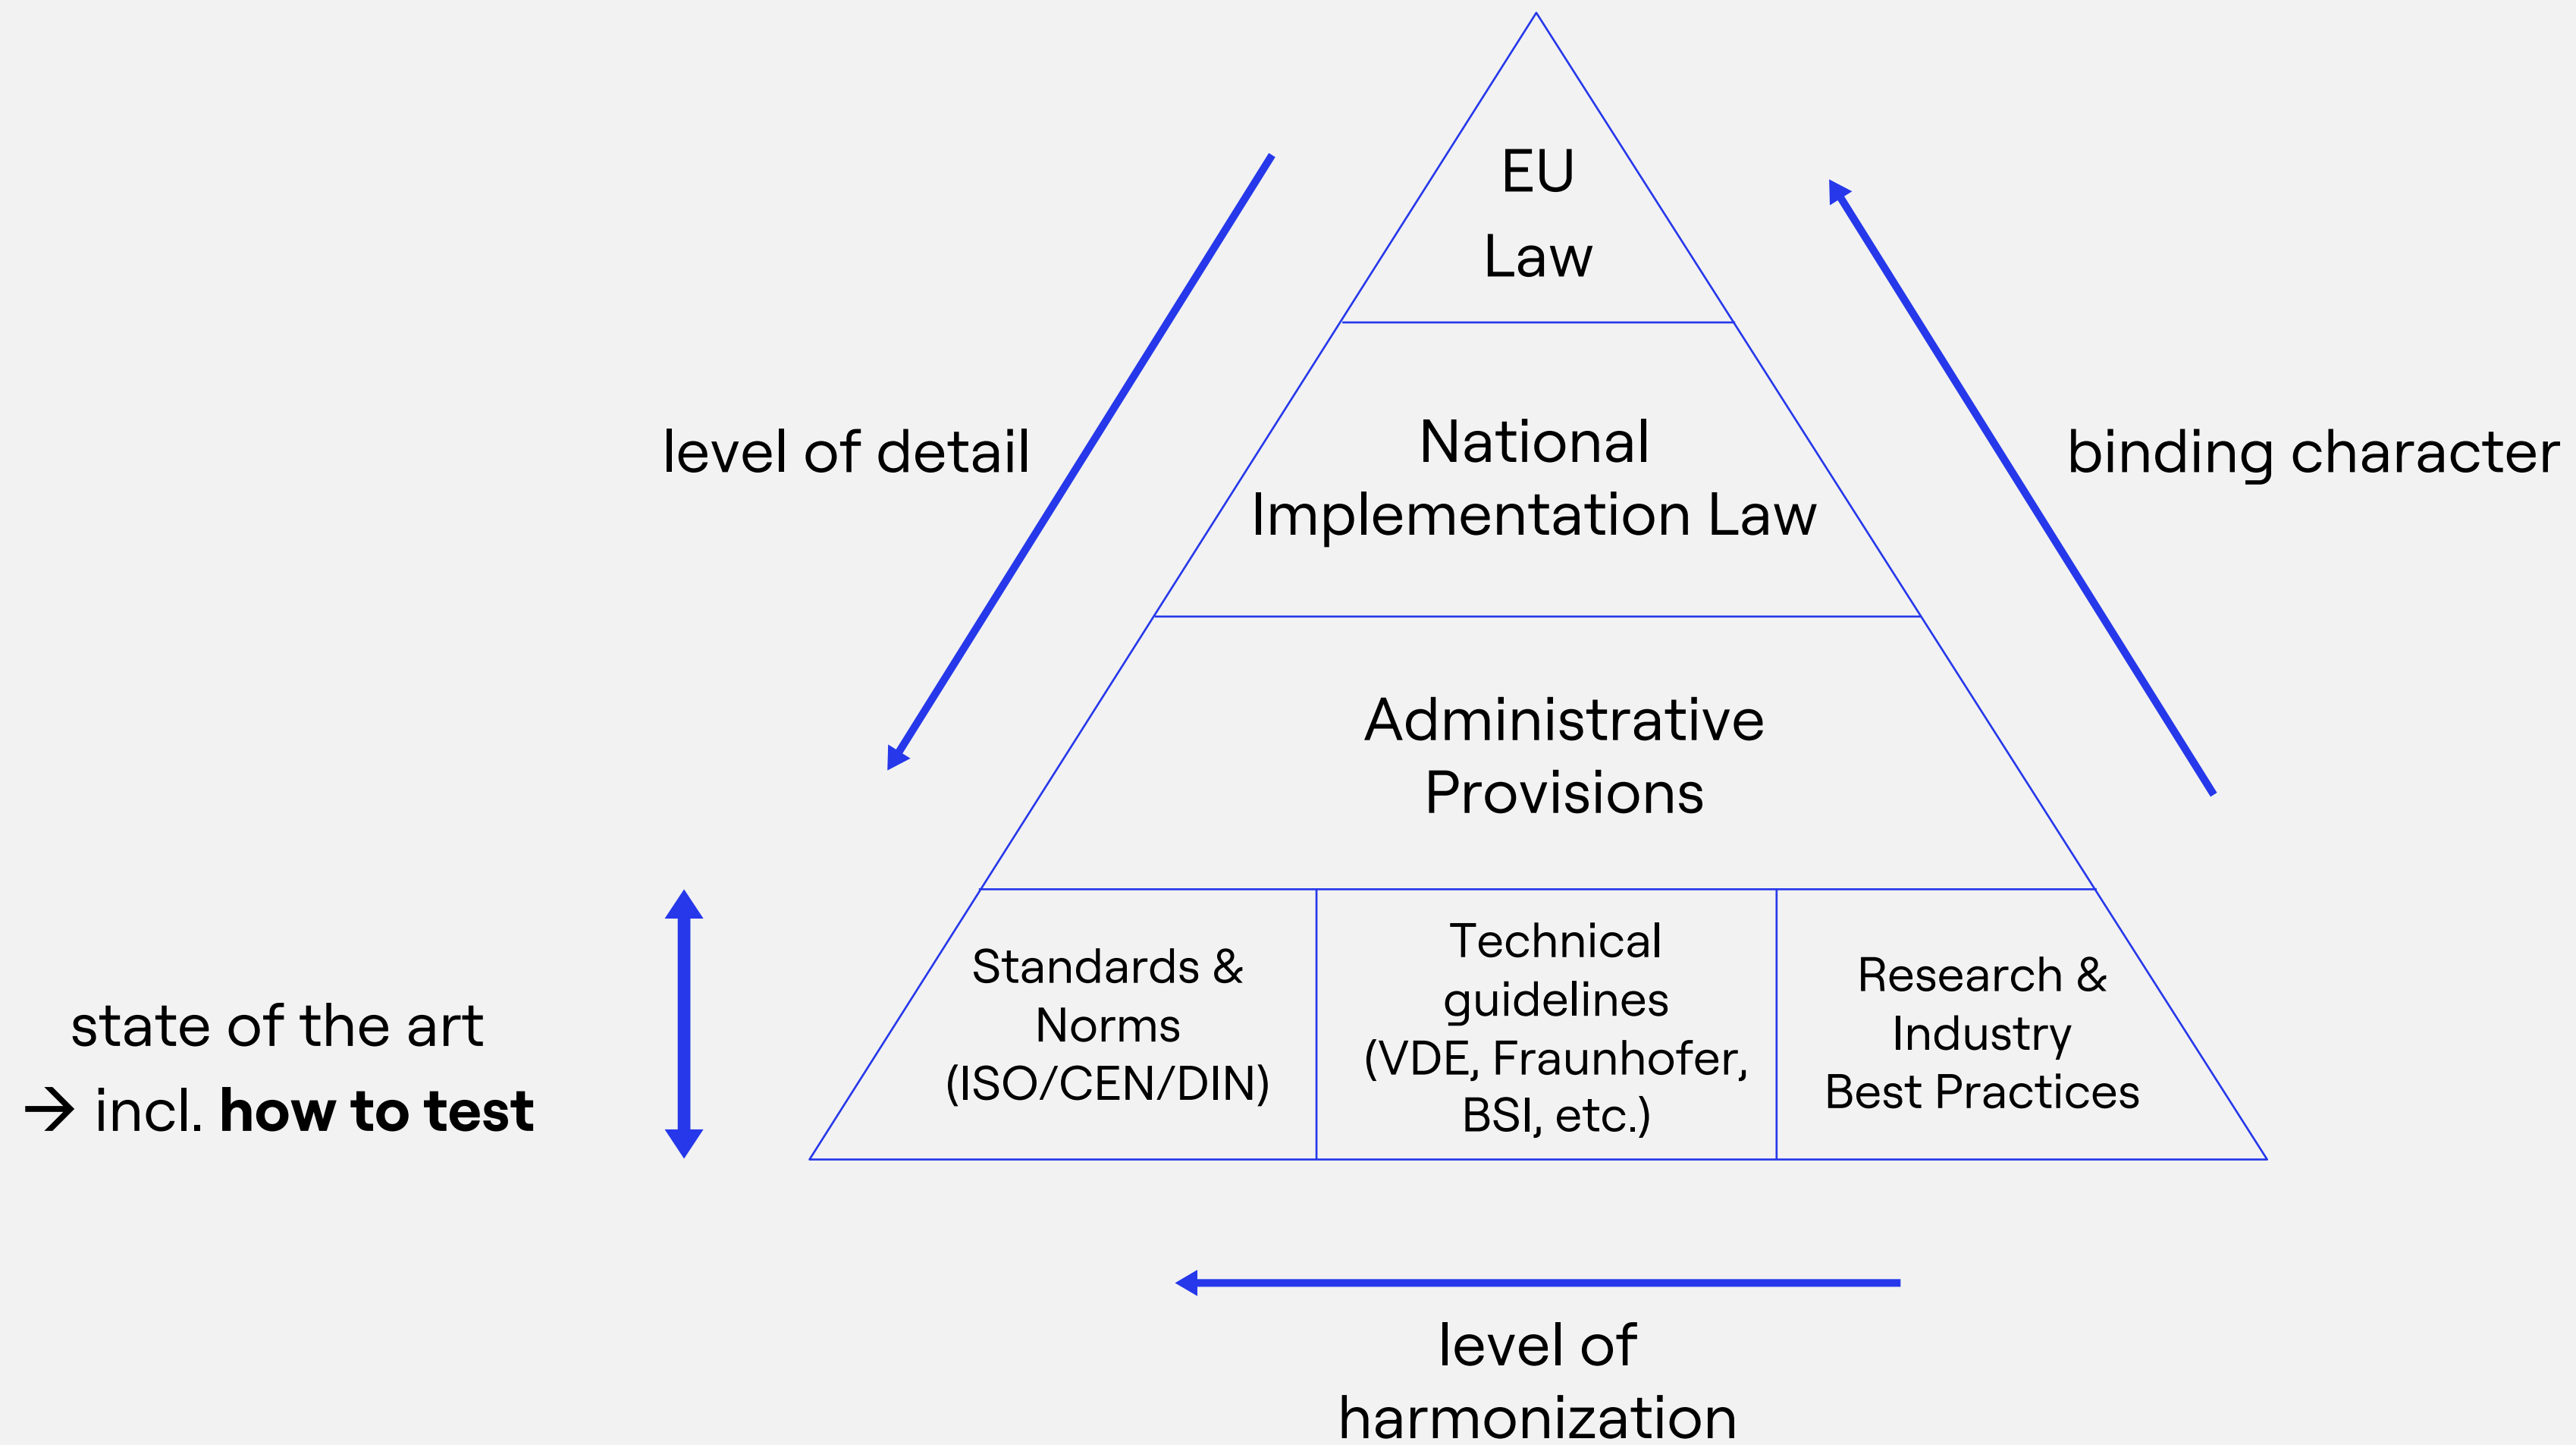 EU
Law
level of detail
National
Implementation Law
binding character
Administrative
Provisions
state of the art
→ incl. how to test
Standards &
Norms
(ISO/CEN/DIN)
Technical
guidelines
(VDE, Fraunhofer,
BSI, etc.)
Research &
Industry
Best Practices
level of
harmonization